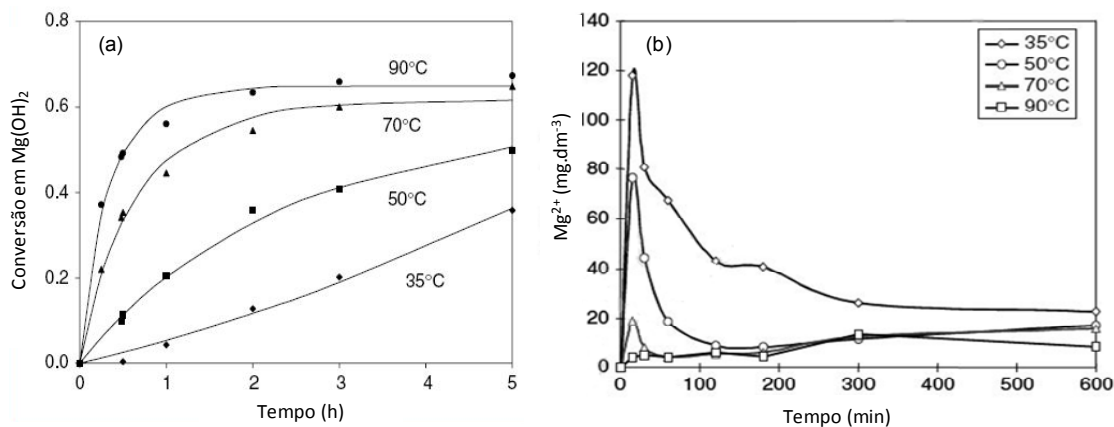 (a)
0.8
0.6
0.4
0.2
0.0
0
1
2
3
4
5
90°C
70°C
50°C
35°C
Conversão em Mg(OH)₂
Tempo (h)
(b)
140
120
100
80
60
40
20
0
0
100
200
300
400
500
600
35°C
50°C
70°C
90°C
Mg²⁺ (mg.dm⁻³)
Tempo (min)